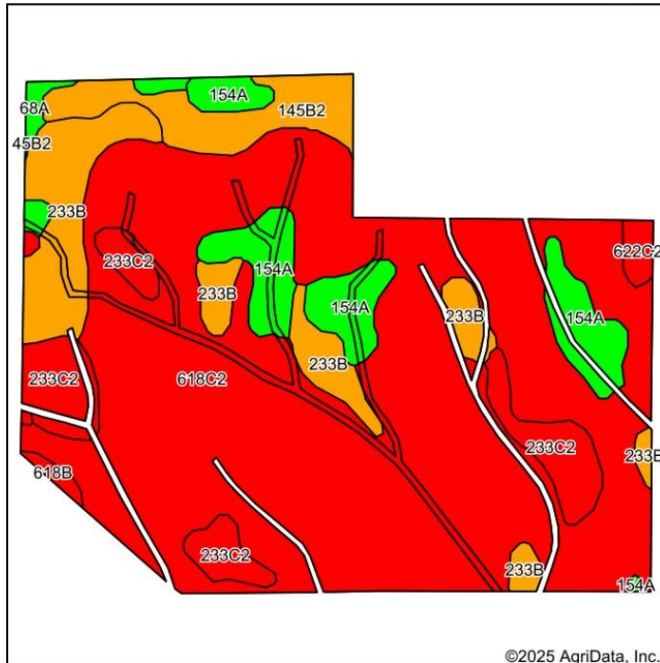 154A
68A
145B2
45B2
233B
233C2
622C2
154A
233B
154A
233B
154A
233B
233C2
618C2
233C2
233B
618B
233C2
233B
154A
©2025 AgriData, Inc.